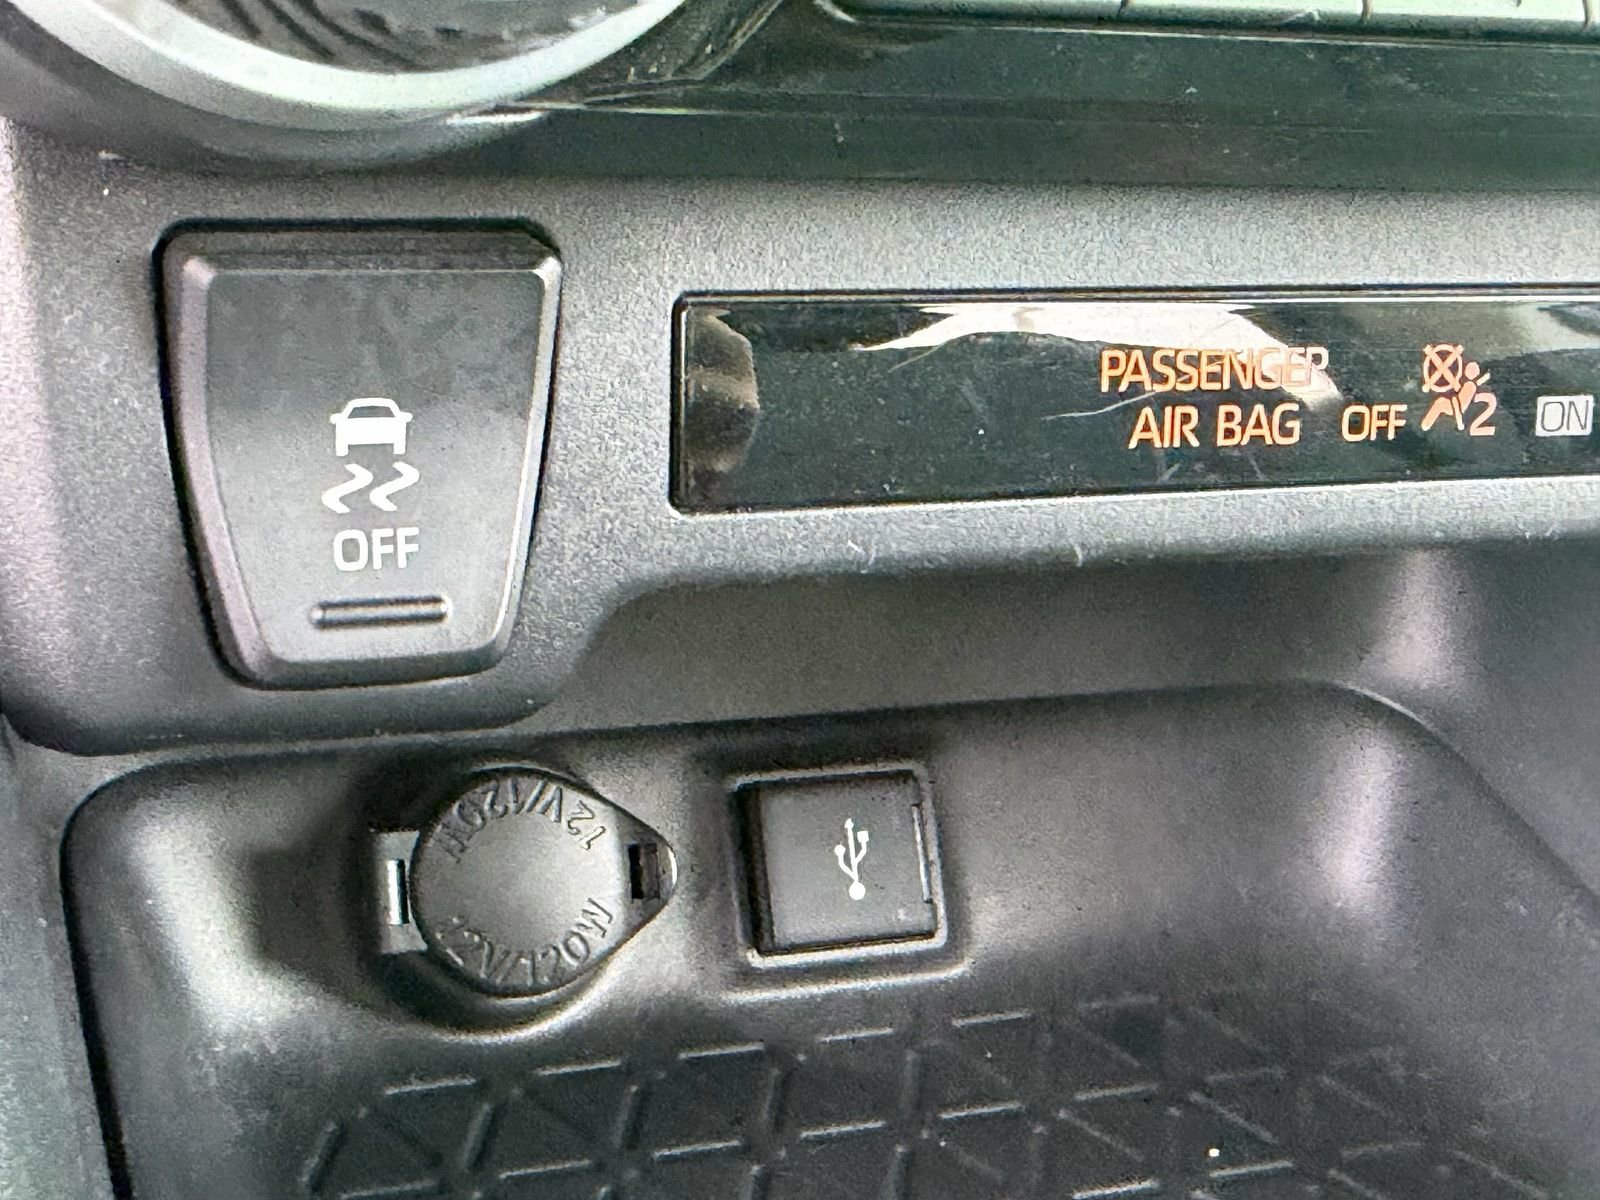 PASSENGER
AIR BAG OFF 2 ON
OFF
12V/120W
12V/120W